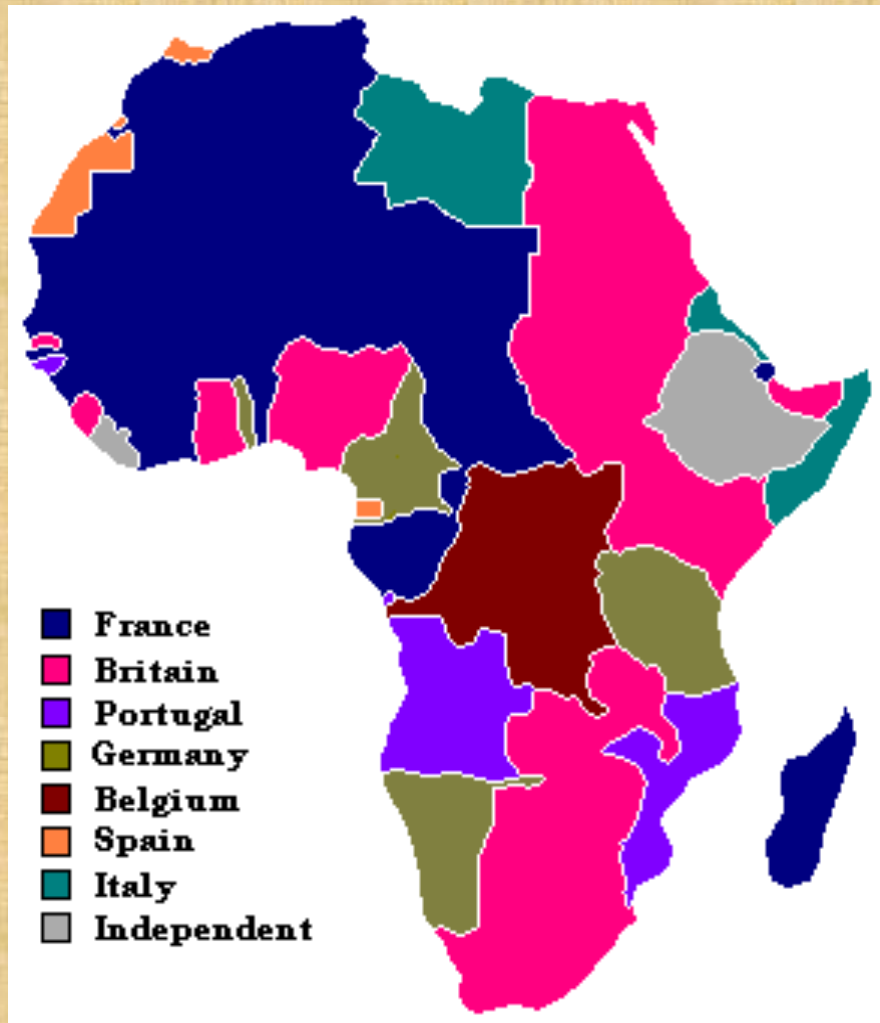 France
Britain
Portugal
Germany
Belgium
Spain
Italy
Independent